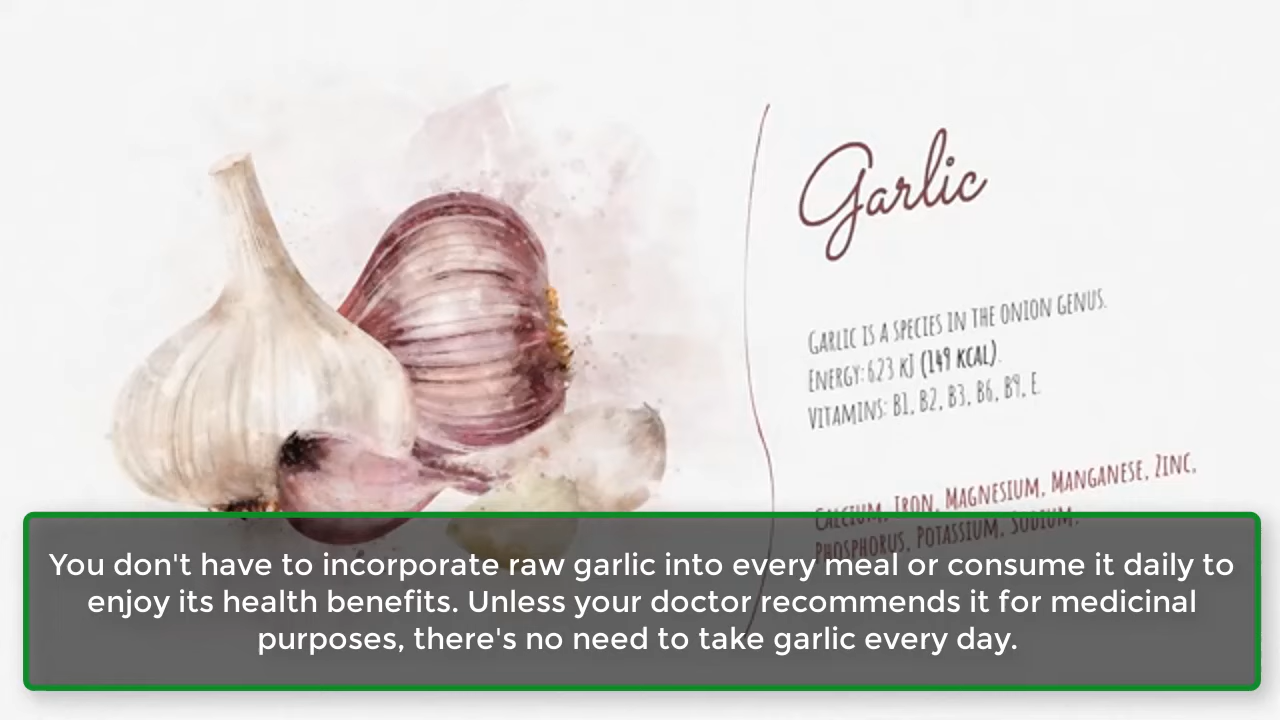 Garlic
GARLIC IS A SPECIES IN THE ONION GENUS.
ENERGY: 623 KJ (149 KCAL).
VITAMINS: B1, B2, B3, B6, B9, E.
CALCIUM, IRON, MAGNESIUM, MANGANESE, ZINC,
PHOSPHORUS, POTASSIUM, SODIUM.
You don't have to incorporate raw garlic into every meal or consume it daily to
enjoy its health benefits. Unless your doctor recommends it for medicinal
purposes, there's no need to take garlic every day.